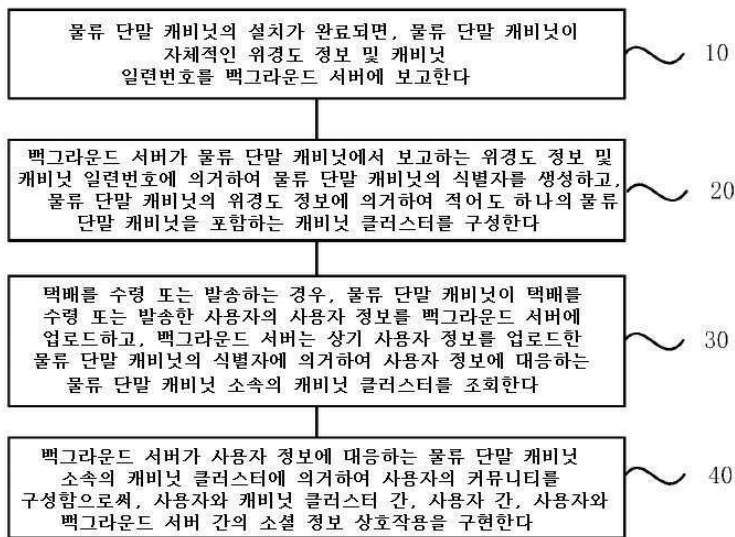 물류 단말 캐비닛의 설치가 완료되면, 물류 단말 캐비닛이
자체적인 위경도 정보 및 캐비닛
일련번호를 백그라운드 서버에 보고한다
10
백그라운드 서버가 물류 단말 캐비닛에서 보고하는 위경도 정보 및
캐비닛 일련번호에 의거하여 물류 단말 캐비닛의 식별자를 생성하고,
물류 단말 캐비닛의 위경도 정보에 의거하여 적어도 하나의 물류
단말 캐비닛을 포함하는 캐비닛 클러스터를 구성한다
20
택배를 수령 또는 발송하는 경우, 물류 단말 캐비닛이 택배를
수령 또는 발송한 사용자의 사용자 정보를 백그라운드 서버에
업로드하고, 백그라운드 서버는 상기 사용자 정보를 업로드한
물류 단말 캐비닛의 식별자에 의거하여 사용자 정보에 대응하는
물류 단말 캐비닛 소속의 캐비닛 클러스터를 조회한다
30
백그라운드 서버가 사용자 정보에 대응하는 물류 단말 캐비닛
소속의 캐비닛 클러스터에 의거하여 사용자의 커뮤니티를
구성함으로써, 사용자와 캐비닛 클러스터 간, 사용자 간, 사용자와
백그라운드 서버 간의 소셜 정보 상호작용을 구현한다
40